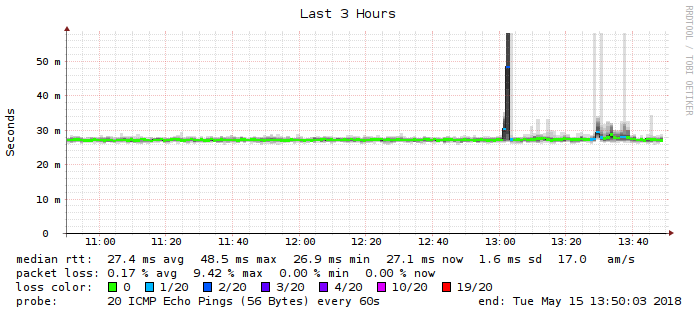 Last 3 Hours
RRDTOOL / TOBI OETIKER
Seconds
50 m
40 m
30 m
20 m
10 m
0
11:00 11:20 11:40 12:00 12:20 12:40 13:00 13:20 13:40
median rtt: 27.4 ms avg 48.5 ms max 26.9 ms min 27.1 ms now 1.6 ms sd 17.0 am/s
packet loss: 0.17 % avg 9.42 % max 0.00 % min 0.00 % now
loss color: 0 1/20 2/20 3/20 4/20 10/20 19/20
probe: 20 ICMP Echo Pings (56 Bytes) every 60s end: Tue May 15 13:50:03 2018